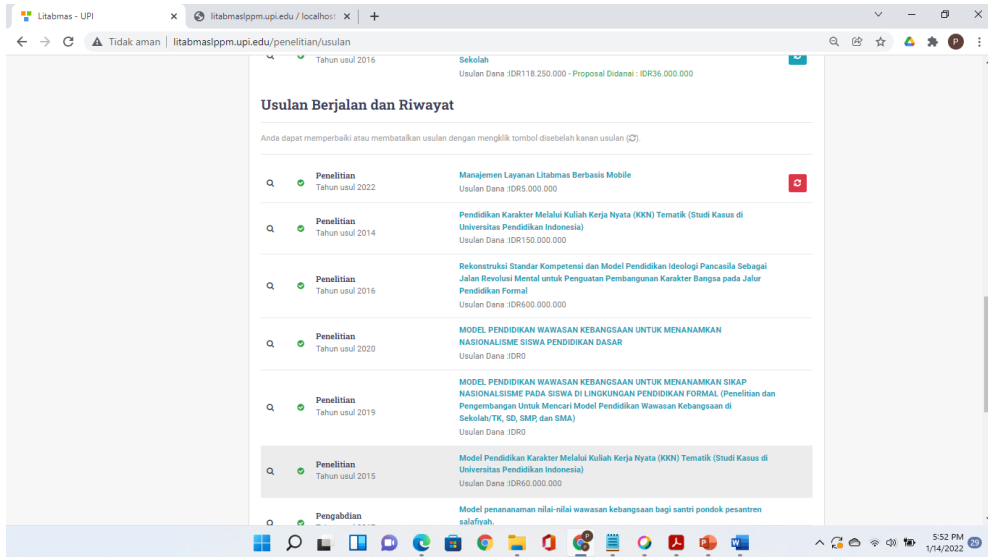 Litabmas - UPI
litabmaslppm.upi.edu / localhost
Tidak aman
litabmaslppm.upi.edu/penelitian/usulan
P
Tahun usul 2016
Sekolah
Usulan Dana :IDR118.250.000 - Proposal Didanai : IDR36.000.000
Usulan Berjalan dan Riwayat
Anda dapat memperbaiki atau membatalkan usulan dengan mengklik tombol disebelah kanan usulan ( ).
Penelitian
Tahun usul 2022
Manajemen Layanan Litabmas Berbasis Mobile
Usulan Dana :IDR5.000.000
Penelitian
Tahun usul 2014
Pendidikan Karakter Melalui Kuliah Kerja Nyata (KKN) Tematik (Studi Kasus di
Universitas Pendidikan Indonesia)
Usulan Dana :IDR150.000.000
Penelitian
Tahun usul 2016
Rekonstruksi Standar Kompetensi dan Model Pendidikan Ideologi Pancasila Sebagai
Jalan Revolusi Mental untuk Penguatan Pembangunan Karakter Bangsa pada Jalur
Pendidikan Formal
Usulan Dana :IDR600.000.000
Penelitian
Tahun usul 2020
MODEL PENDIDIKAN WAWASAN KEBANGSAAN UNTUK MENANAMKAN
NASIONALISME SISWA PENDIDIKAN DASAR
Usulan Dana :IDR0
Penelitian
Tahun usul 2019
MODEL PENDIDIKAN WAWASAN KEBANGSAAN UNTUK MENANAMKAN SIKAP
NASIONALSISME PADA SISWA DI LINGKUNGAN PENDIDIKAN FORMAL (Penelitian dan
Pengembangan Untuk Mencari Model Pendidikan Wawasan Kebangsaan di
Sekolah/TK, SD, SMP, dan SMA)
Usulan Dana :IDR0
Penelitian
Tahun usul 2015
Model Pendidikan Karakter Melalui Kuliah Kerja Nyata (KKN) Tematik (Studi Kasus di
Universitas Pendidikan Indonesia)
Usulan Dana :IDR60.000.000
Pengabdian
Model penananaman nilai-nilai wawasan kebangsaan bagi santri pondok pesantren
salafiyah.
5:52 PM
1/14/2022
29